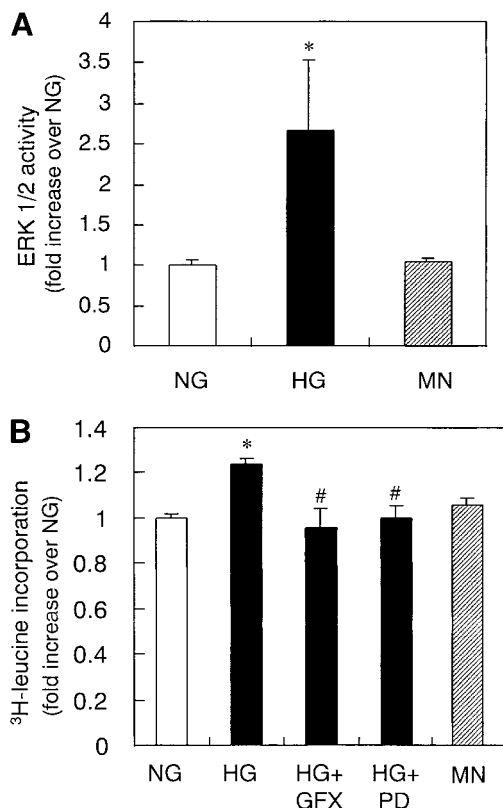 A
ERK 1/2 activity
(fold increase over NG)
4
3.5
3
2.5
2
1.5
1
0.5
0
*
NG HG MN
B
³H-leucine incorporation
(fold increase over NG)
1.4
1.2
1
0.8
0.6
0.4
0.2
0
*
# #
NG HG HG+ HG+ MN
GFX PD